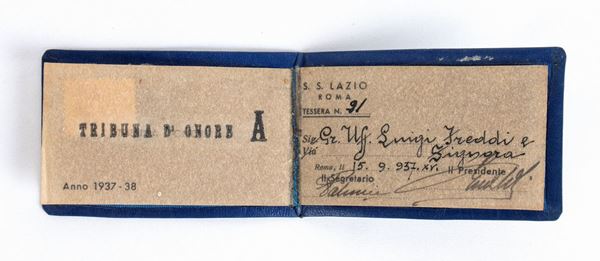 TRIBUNA D' ONORE A
Anno 1937-38
S. S. LAZIO
ROMA
TESSERA N. 91
Sig. Gr. Uff. Luigi Freddi e
Via Signora
Roma, li 15. 9. 937. XV.
Il Segretario
Il Presidente